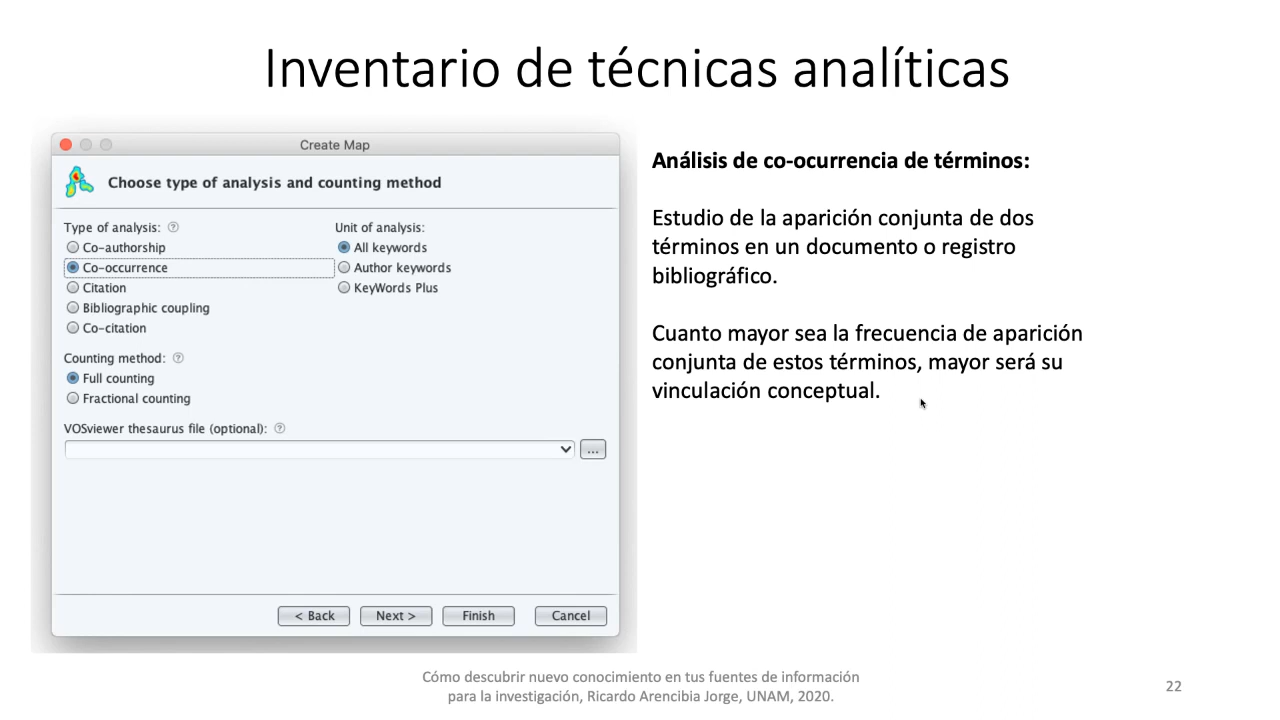 Inventario de técnicas analíticas
Create Map
Choose type of analysis and counting method
Type of analysis:
Co-authorship
Co-occurrence
Citation
Bibliographic coupling
Co-citation
Unit of analysis:
All keywords
Author keywords
KeyWords Plus
Counting method:
Full counting
Fractional counting
VOSviewer thesaurus file (optional):
...
< Back
Next >
Finish
Cancel
Análisis de co-ocurrencia de términos:
Estudio de la aparición conjunta de dos
términos en un documento o registro
bibliográfico.
Cuanto mayor sea la frecuencia de aparición
conjunta de estos términos, mayor será su
vinculación conceptual.
Cómo descubrir nuevo conocimiento en tus fuentes de información
para la investigación, Ricardo Arencibia Jorge, UNAM, 2020.
22